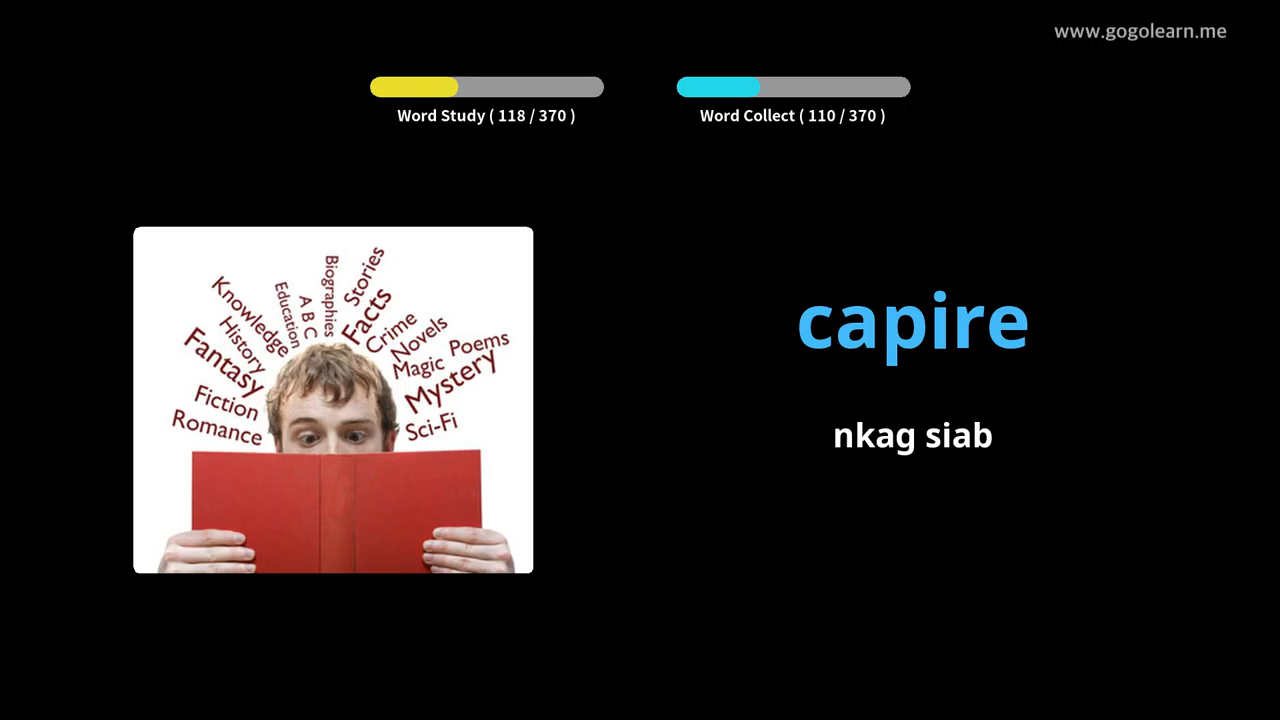 www.gogolearn.me
Word Study ( 118 / 370 )
Word Collect ( 110 / 370 )
Knowledge
Education
A B C
Biographies
Stories
Facts
History
Crime
Novels
Fantasy
Magic
Poems
Mystery
Fiction
Romance
Sci-Fi
capire
nkag siab